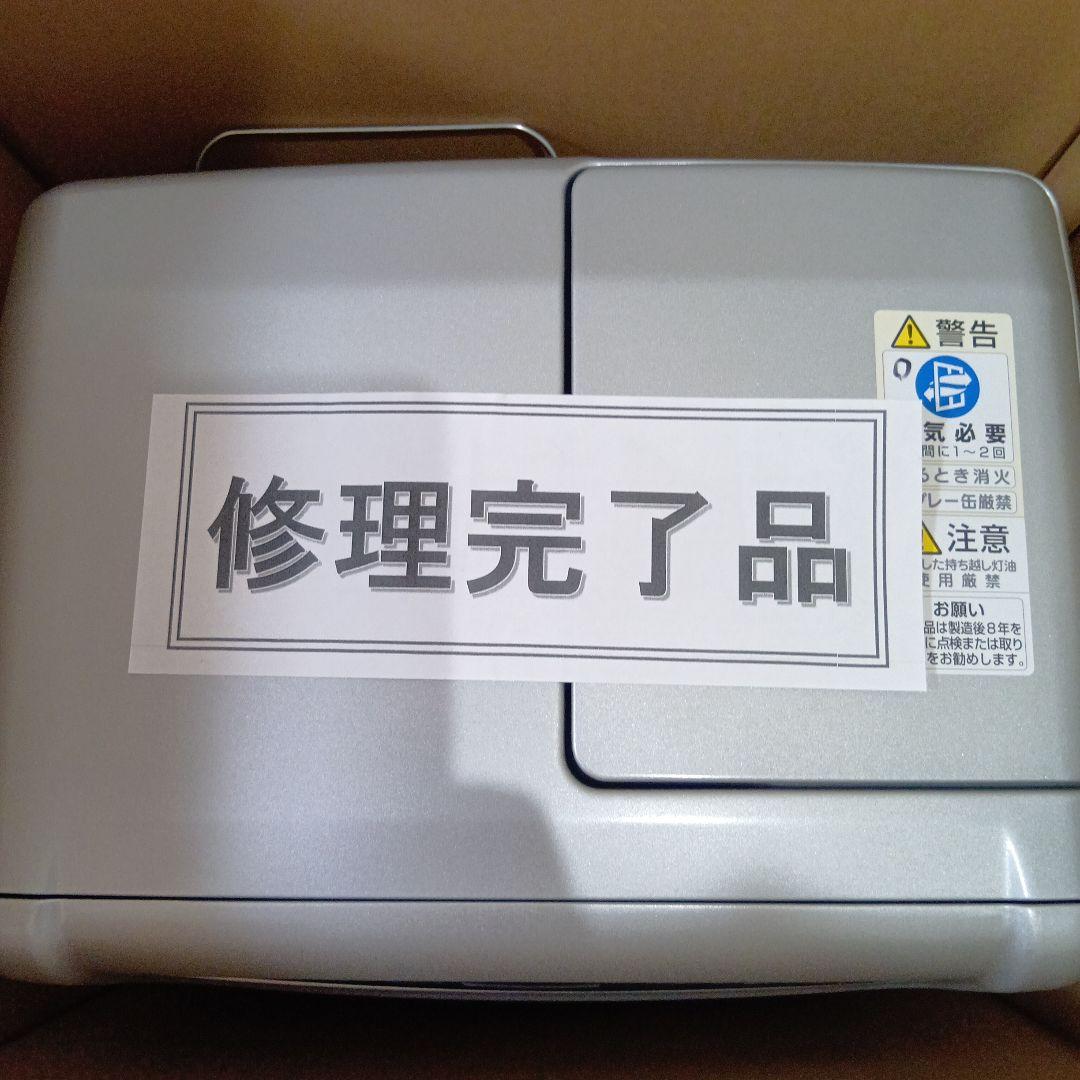 警告
気必要
間に1～2回
るとき消火
プレー缶厳禁
注意
した持ち越し灯油
使用厳禁
お願い
品は製造後8年を
に点検または取り
をお勧めします。
修理完了品